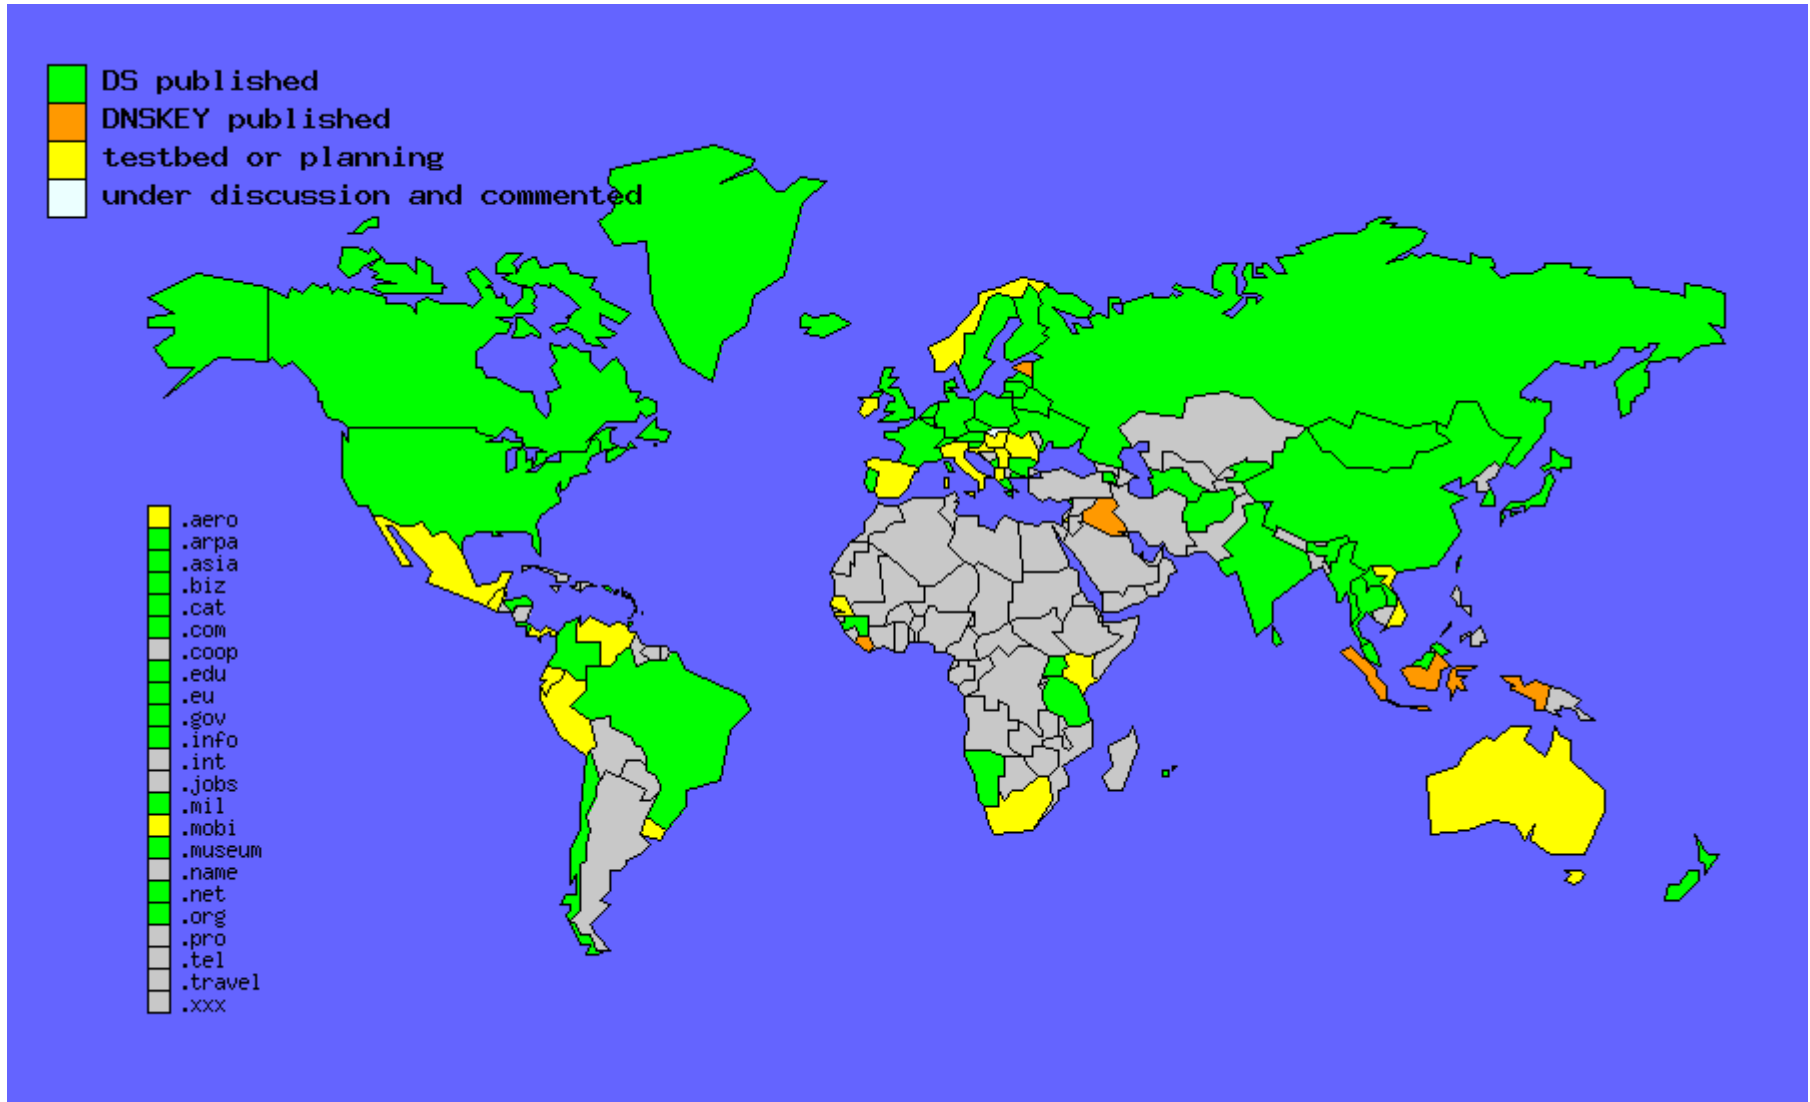 DS published
DNSKEY published
testbed or planning
under discussion and commented
.aero
.arpa
.asia
.biz
.cat
.com
.coop
.edu
.eu
.gov
.info
.int
.jobs
.mil
.mobi
.museum
.name
.net
.org
.pro
.tel
.travel
.xxx